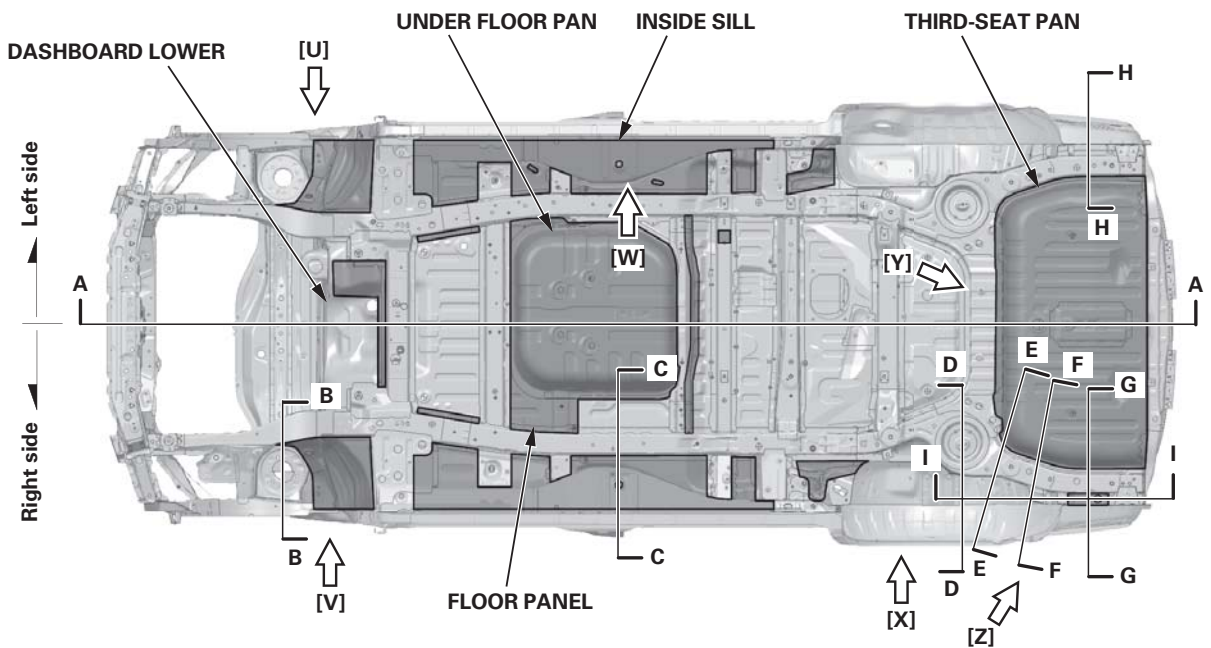 UNDER FLOOR PAN
INSIDE SILL
THIRD-SEAT PAN
DASHBOARD LOWER
[U]
H
Left side
[W]
H
[Y]
A
A
E
F
D
C
G
B
Right side
I
I
B
C
D
E
F
G
[V]
FLOOR PANEL
[X]
[Z]